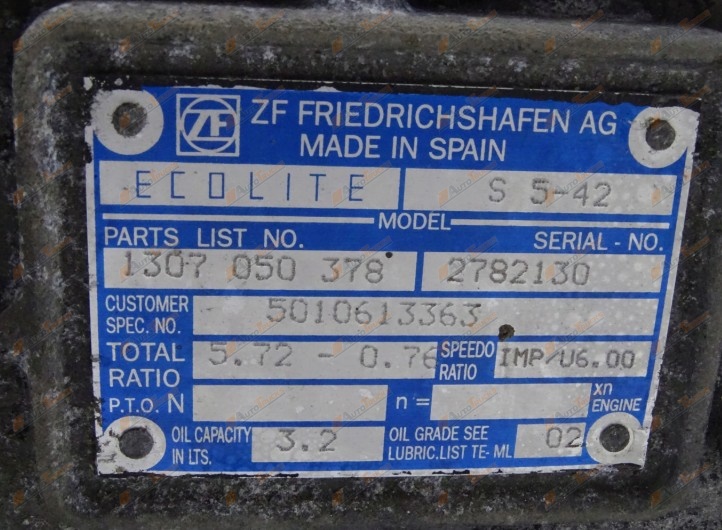 ZF ZF FRIEDRICHSHAFEN AG
MADE IN SPAIN
ECOLITE S 5-42
MODEL
PARTS LIST NO. SERIAL - NO.
1307 050 378 2782130
CUSTOMER SPEC. NO. 5010613363
TOTAL RATIO 5.72 - 0.76 SPEEDO RATIO IMP/U6.00
P.T.O. N n = xn ENGINE
OIL CAPACITY IN LTS. 3.2 OIL GRADE SEE LUBRIC.LIST TE- ML 02